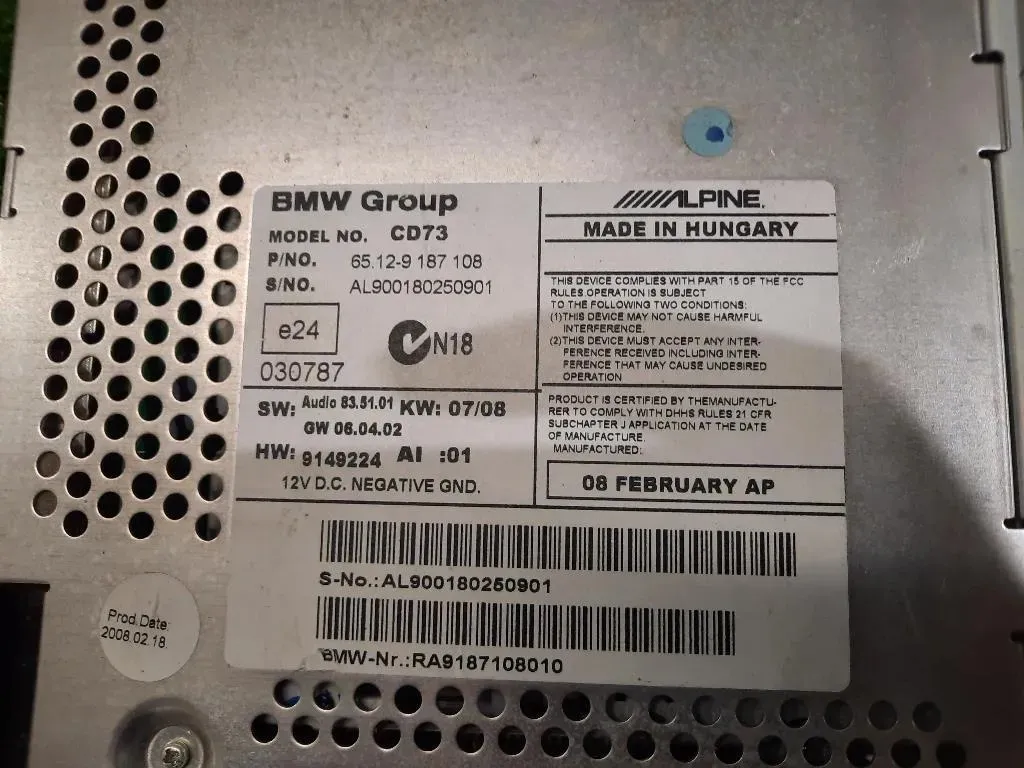 BMW Group
MODEL NO. CD73
P/NO. 65.12-9 187 108
S/NO. AL900180250901
e24
N18
030787
SW: Audio 83.51.01 KW: 07/08
GW 06.04.02
HW: 9149224 AI :01
12V D.C. NEGATIVE GND.
ALPINE.
MADE IN HUNGARY
THIS DEVICE COMPLIES WITH PART 15 OF THE FCC
RULES.OPERATION IS SUBJECT
TO THE FOLLOWING TWO CONDITIONS:
(1)THIS DEVICE MAY NOT CAUSE HARMFUL
INTERFERENCE.
(2)THIS DEVICE MUST ACCEPT ANY INTER-
FERENCE RECEIVED INCLUDING INTER-
FERENCE THAT MAY CAUSE UNDESIRED
OPERATION
PRODUCT IS CERTIFIED BY THEMANUFACTU-
RER TO COMPLY WITH DHHS RULES 21 CFR
SUBCHAPTER J APPLICATION AT THE DATE
OF MANUFACTURE.
MANUFACTURED:
08 FEBRUARY AP
S-No.:AL900180250901
BMW-Nr.:RA9187108010
Prod.Date:
2008.02.18.